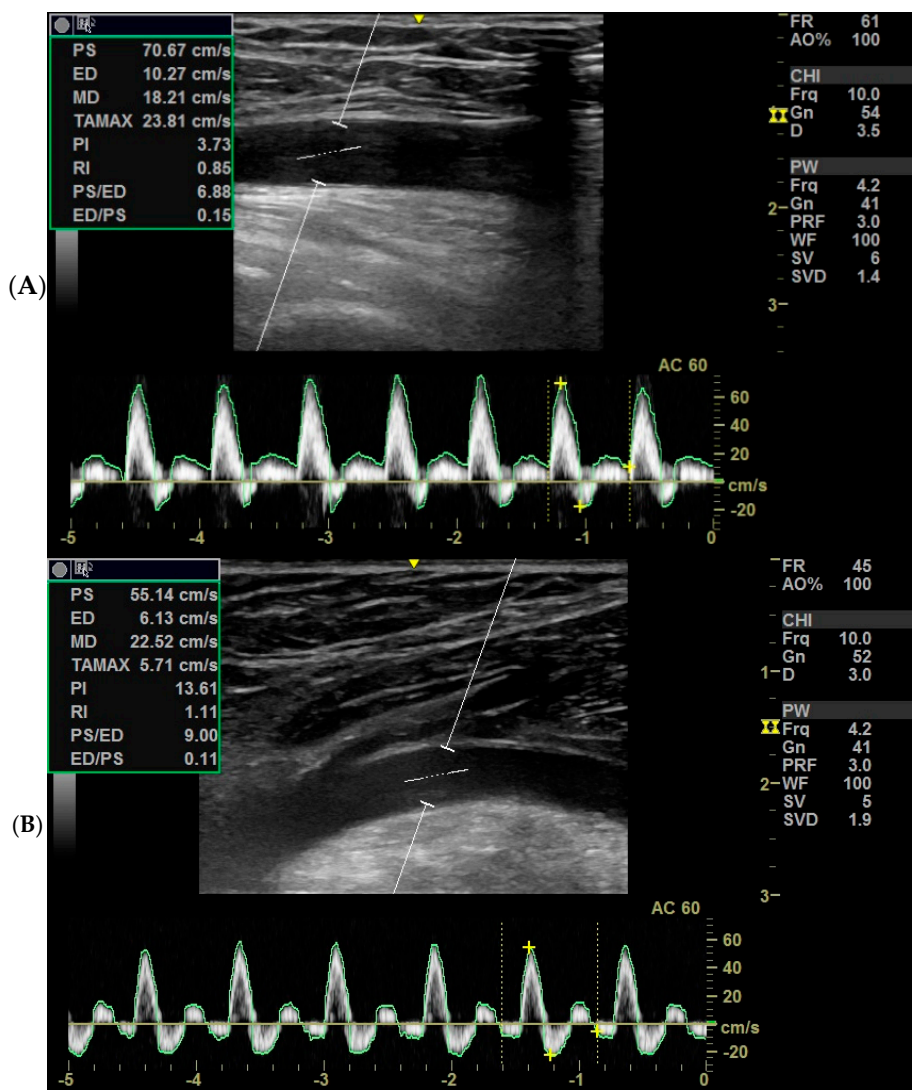 (A)
PS 70.67 cm/s
ED 10.27 cm/s
MD 18.21 cm/s
TAMAX 23.81 cm/s
PI 3.73
RI 0.85
PS/ED 6.88
ED/PS 0.15
FR 61
AO% 100
CHI
Frq 10.0
Gn 54
D 3.5
PW
Frq 4.2
Gn 41
PRF 3.0
WF 100
SV 6
SVD 1.4
2
3
AC 60
60
40
20
cm/s
-20
-5 -4 -3 -2 -1 0
(B)
PS 55.14 cm/s
ED 6.13 cm/s
MD 22.52 cm/s
TAMAX 5.71 cm/s
PI 13.61
RI 1.11
PS/ED 9.00
ED/PS 0.11
FR 45
AO% 100
CHI
Frq 10.0
Gn 52
D 3.0
PW
Frq 4.2
Gn 41
PRF 3.0
WF 100
SV 5
SVD 1.9
1
2
3
AC 60
60
40
20
cm/s
-20
-5 -4 -3 -2 -1 0